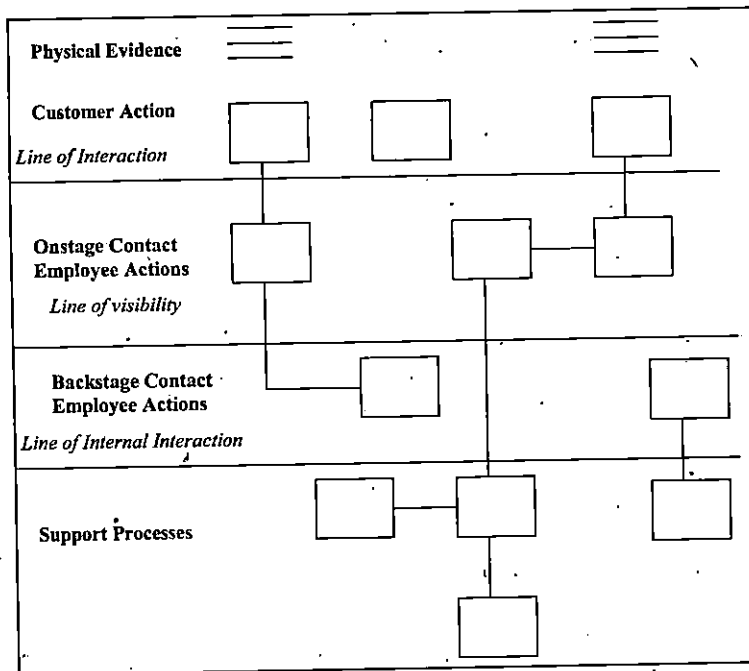 Physical Evidence
Customer Action
Line of Interaction
Onstage Contact
Employee Actions
Line of visibility
Backstage Contact
Employee Actions
Line of Internal Interaction
Support Processes